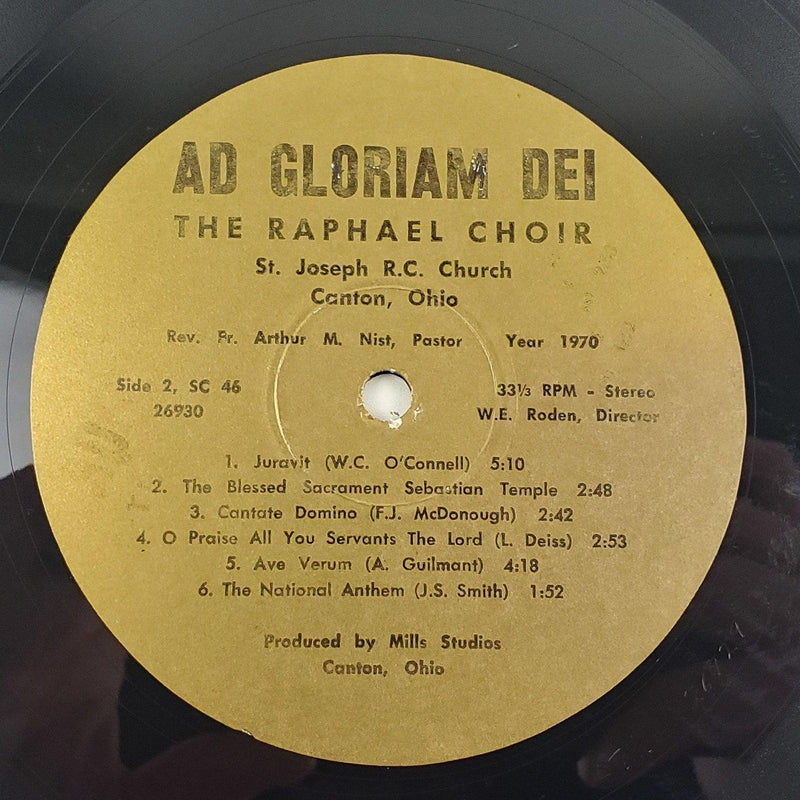 AD GLORIAM DEI
THE RAPHAEL CHOIR
St. Joseph R.C. Church
Canton, Ohio
Rev. Fr. Arthur M. Nist, Pastor Year 1970
Side 2, SC 46 33⅓ RPM - Stereo
26930 W.E. Roden, Director
1. Juravit (W.C. O'Connell) 5:10
2. The Blessed Sacrament Sebastian Temple 2:48
3. Cantate Domino (F.J. McDonough) 2:42
4. O Praise All You Servants The Lord (L. Deiss) 2:53
5. Ave Verum (A. Guilmant) 4:18
6. The National Anthem (J.S. Smith) 1:52
Produced by Mills Studios
Canton, Ohio